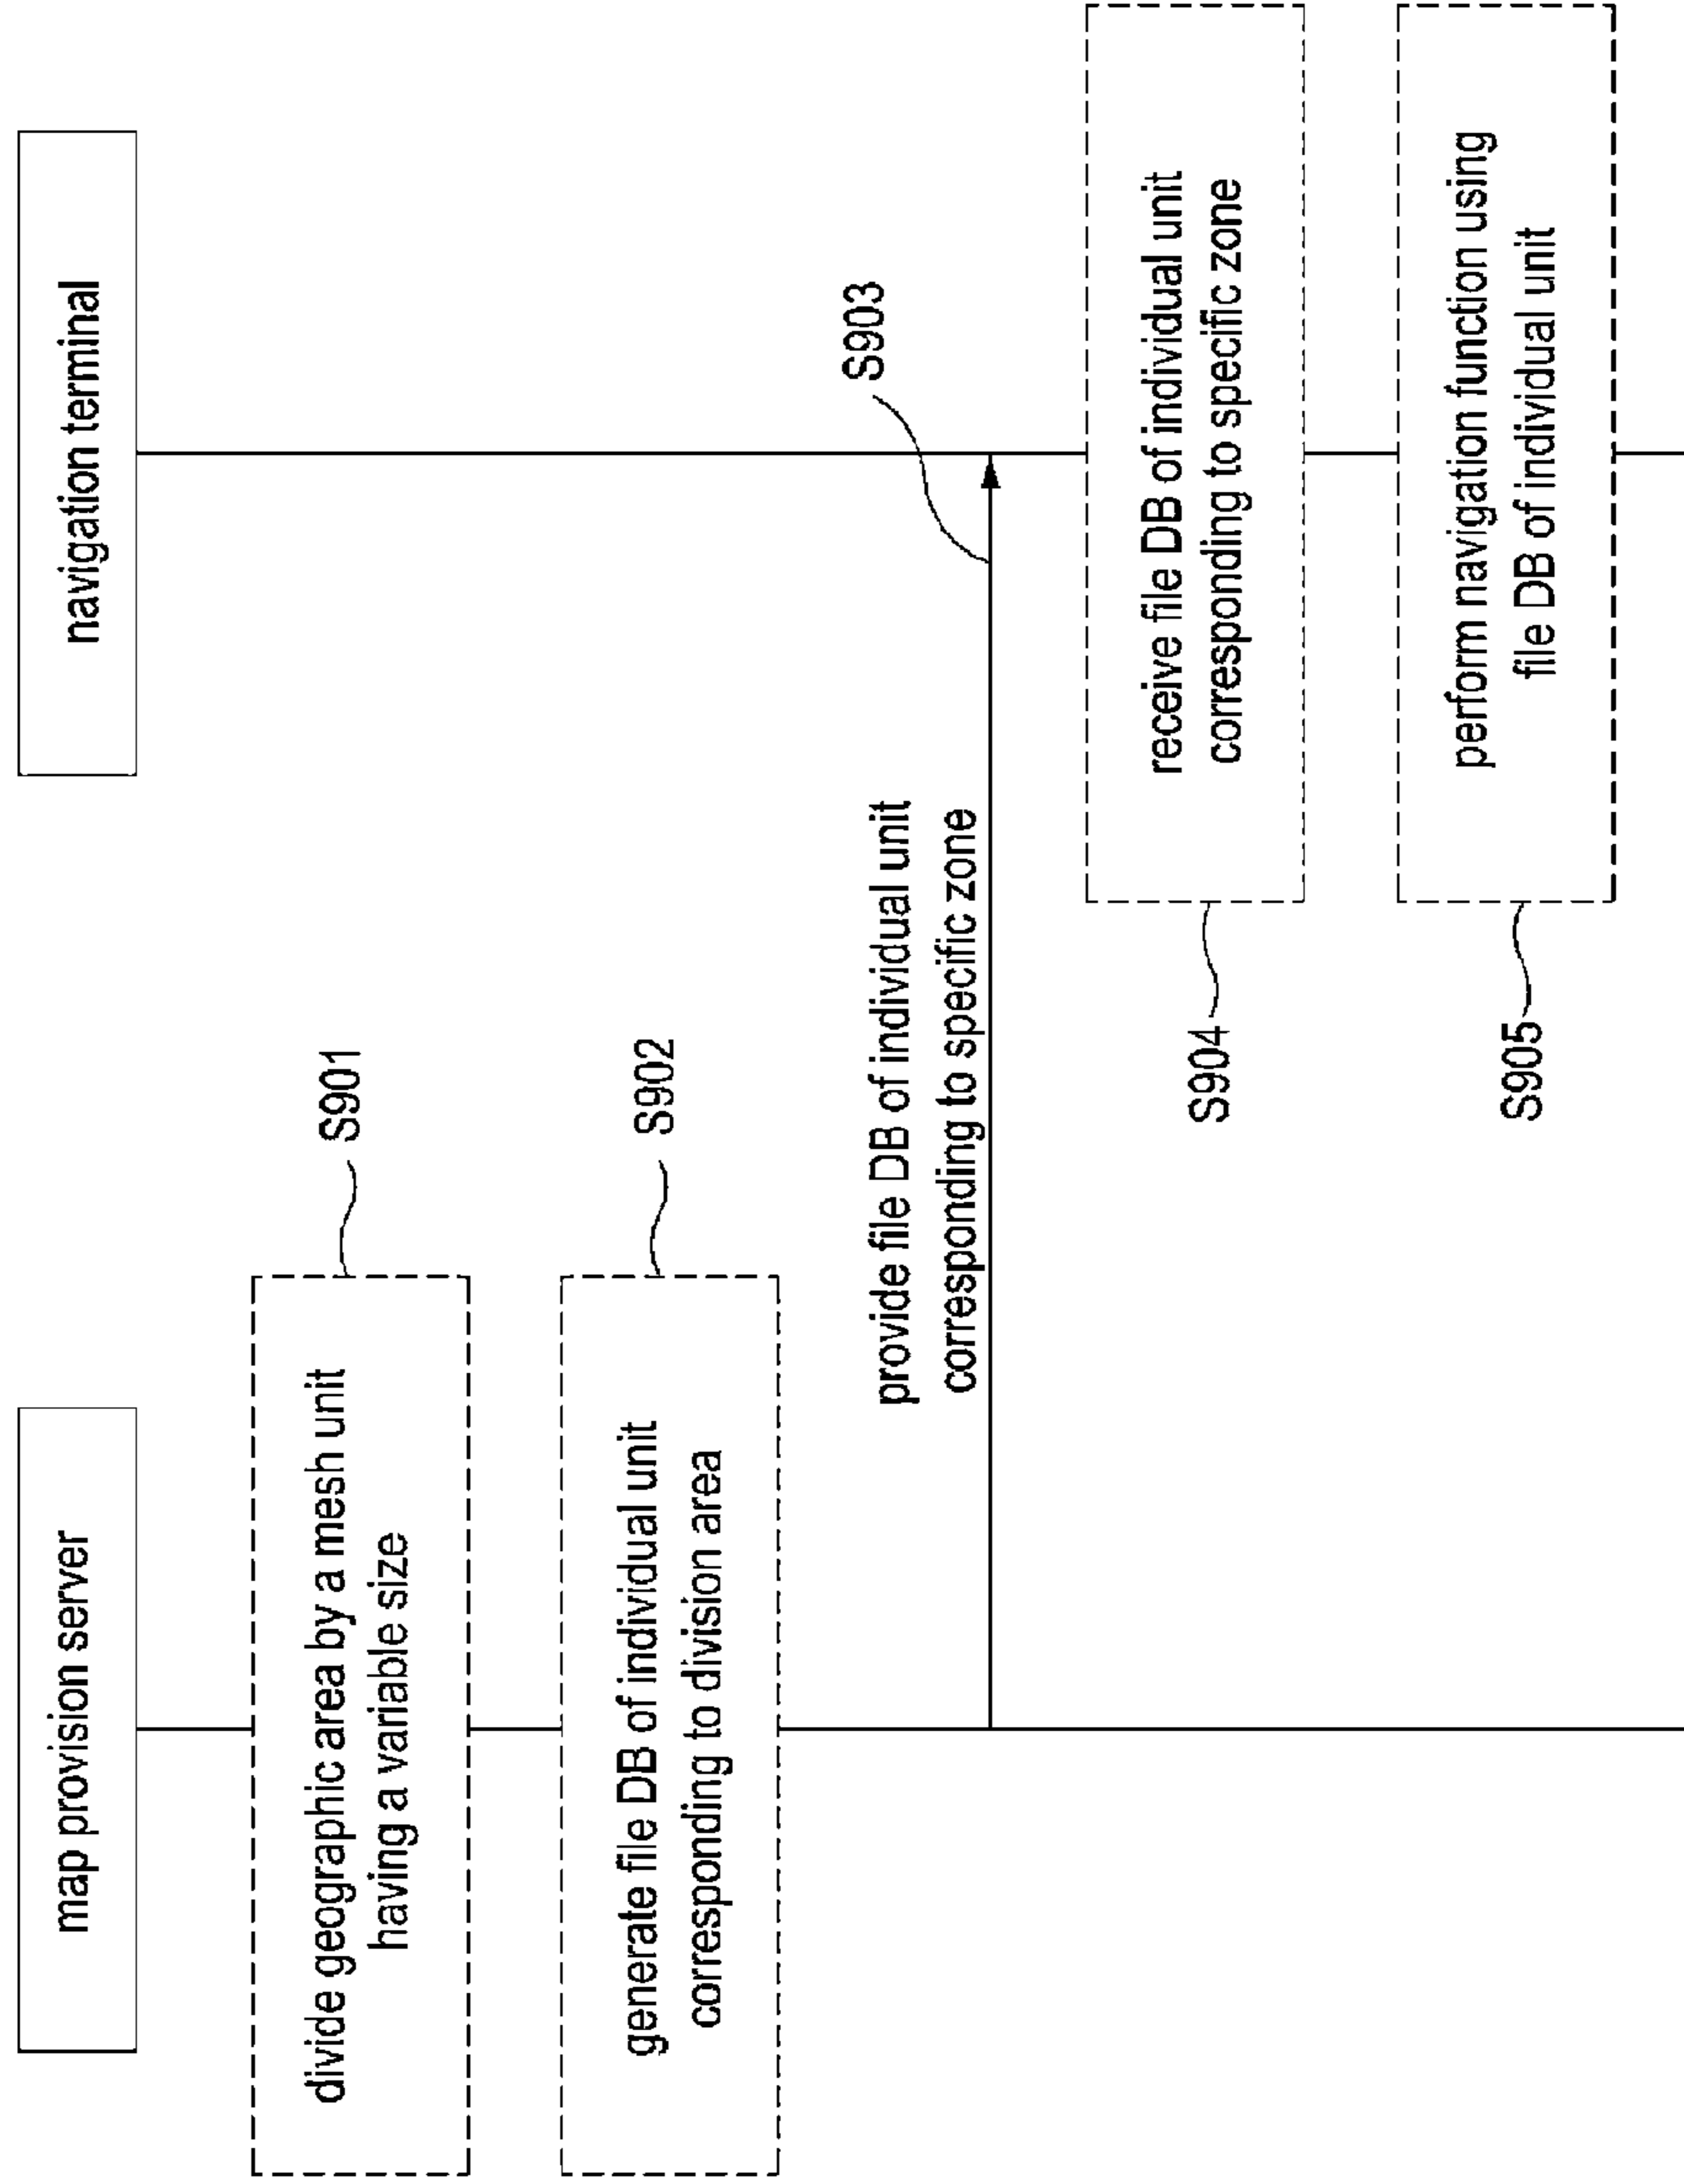 map provision server
navigation terminal
divide geographic area by a mesh unit
having a variable size
S901
generate file DB of individual unit
corresponding to division area
S902
provide file DB of individual unit
corresponding to specific zone
S903
receive file DB of individual unit
corresponding to specific zone
S904
perform navigation function using
file DB of individual unit
S905